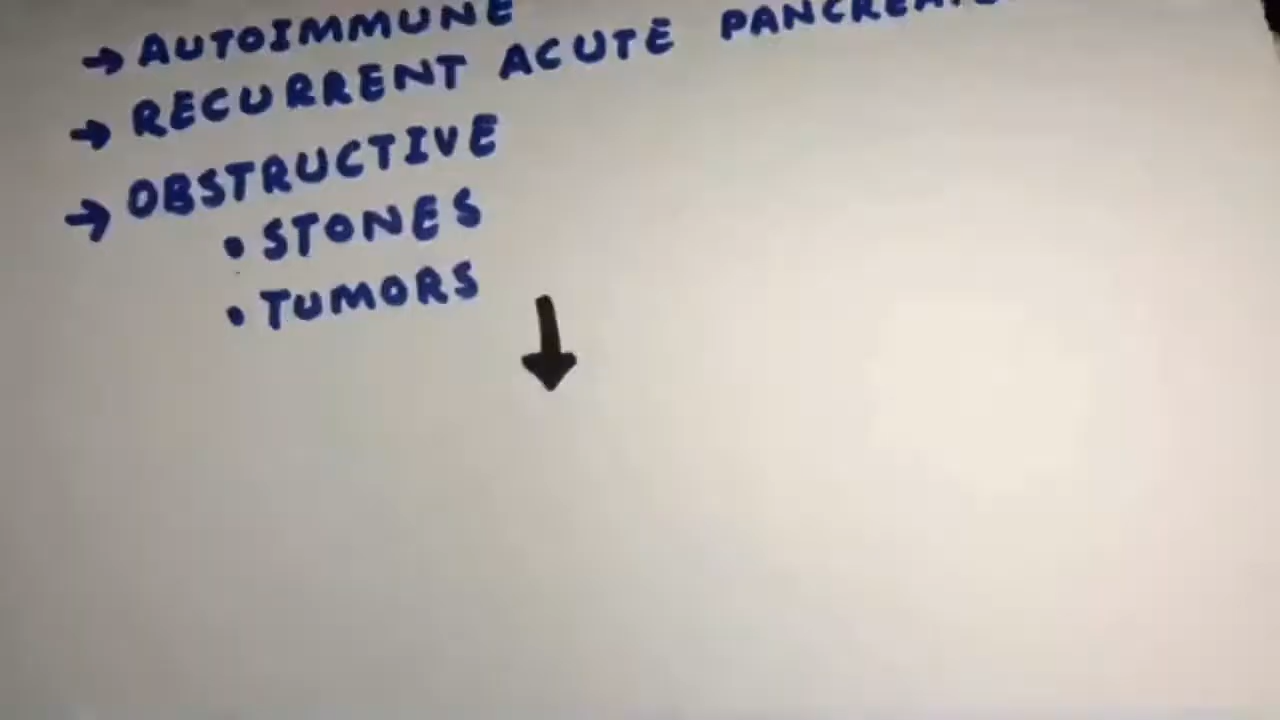 → AUTOIMMUNE
→ RECURRENT ACUTE
→ OBSTRUCTIVE
• STONES
• TUMORS